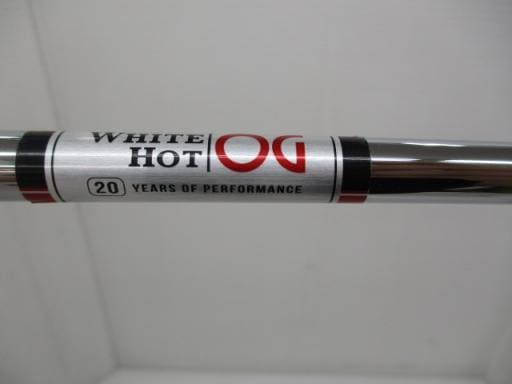 WHITE
HOT OG
20 YEARS OF PERFORMANCE